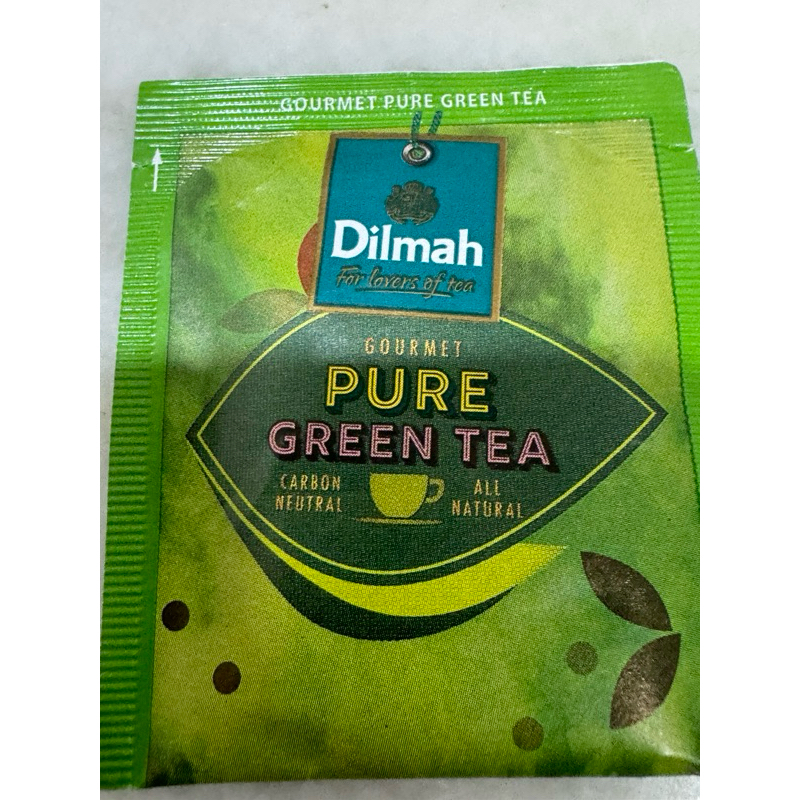 GOURMET PURE GREEN TEA
Dilmah
For lovers of tea
GOURMET
PURE
GREEN TEA
CARBON
NEUTRAL
ALL
NATURAL